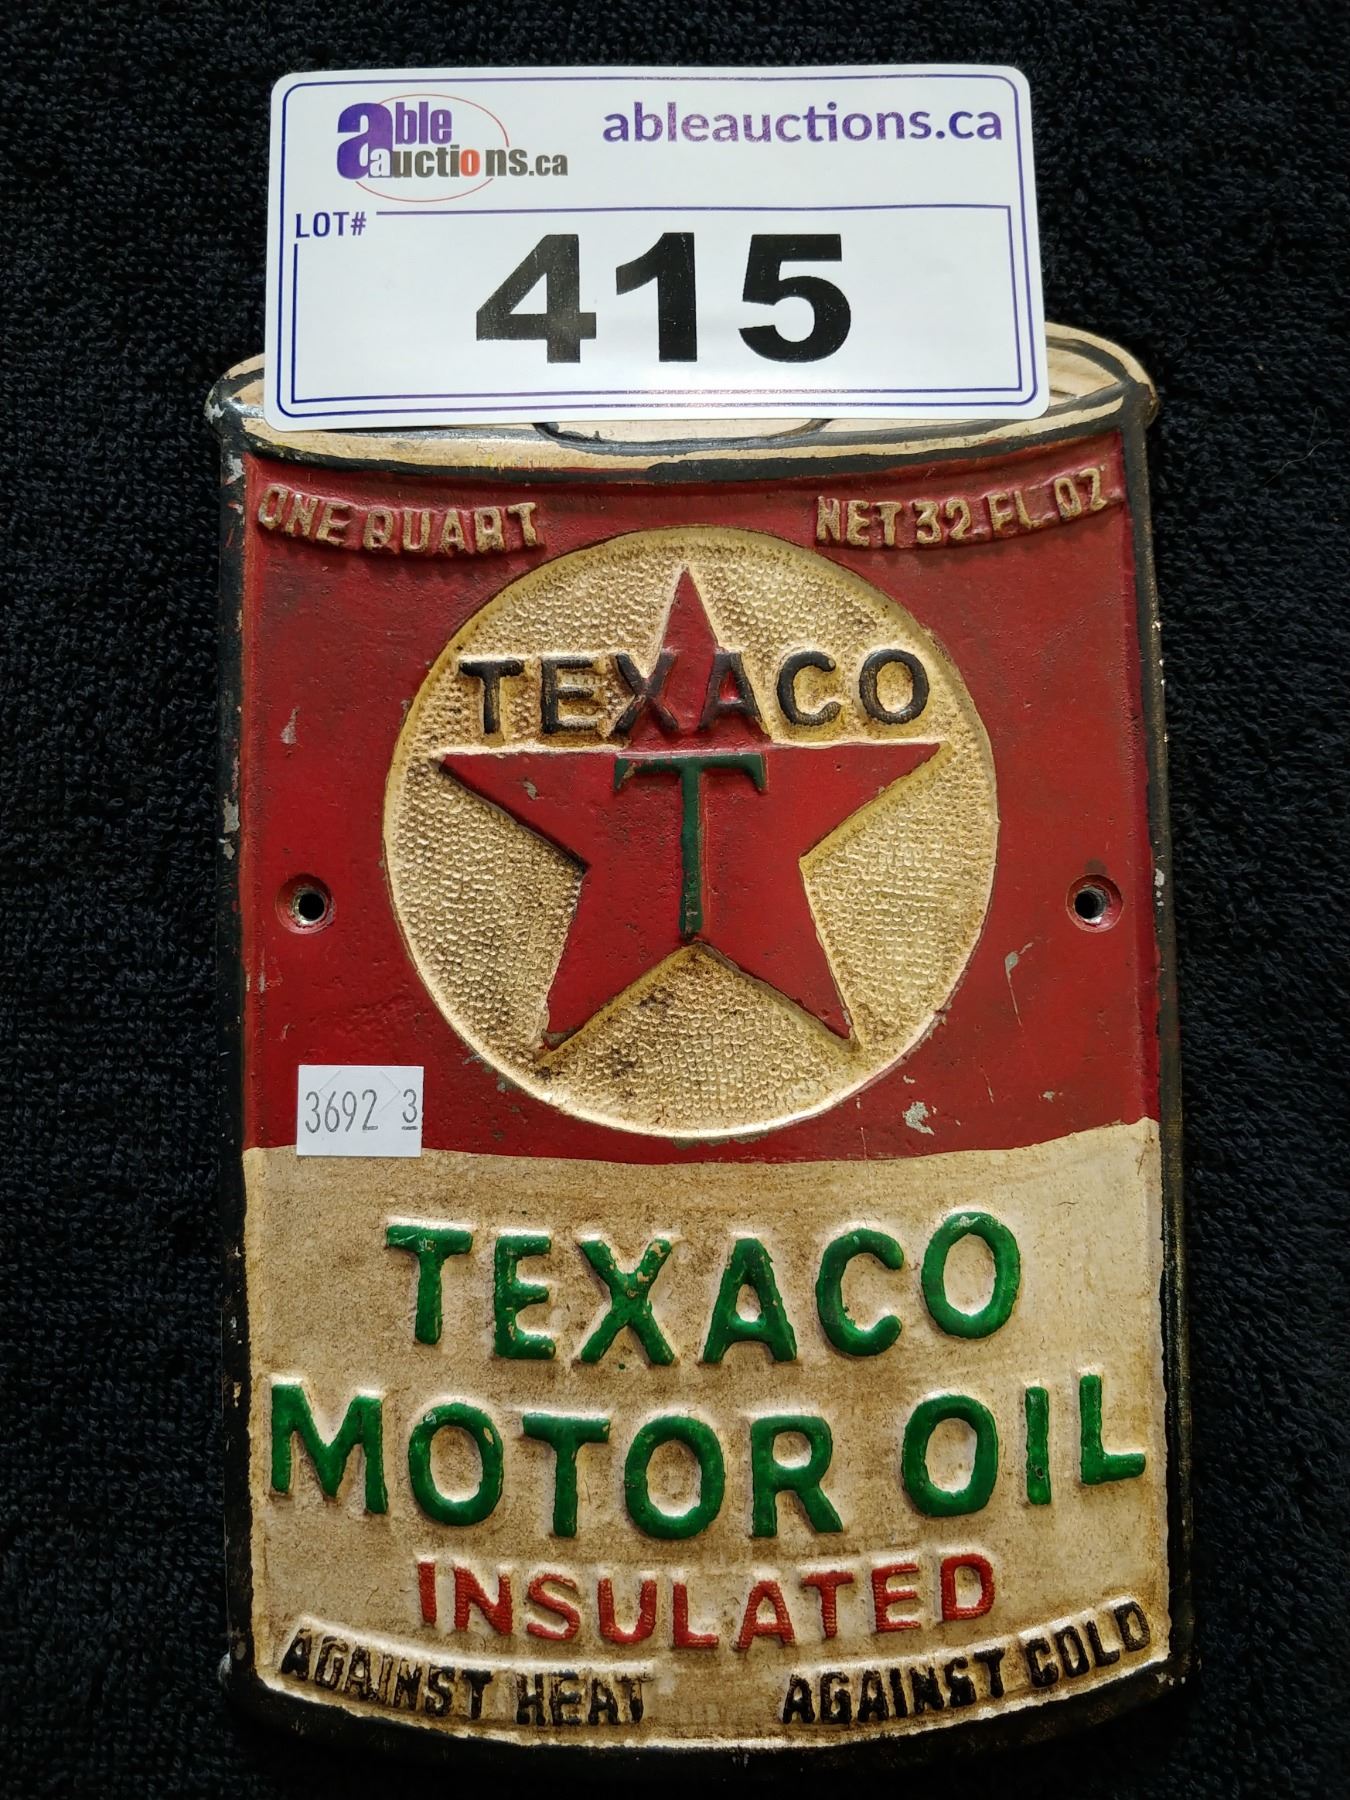 able auctions.ca
ableauctions.ca
LOT#
415
ONE QUART NET 32 FL. OZ.
TEXACO
T
3692 3
TEXACO
MOTOR OIL
INSULATED
AGAINST HEAT AGAINST COLD